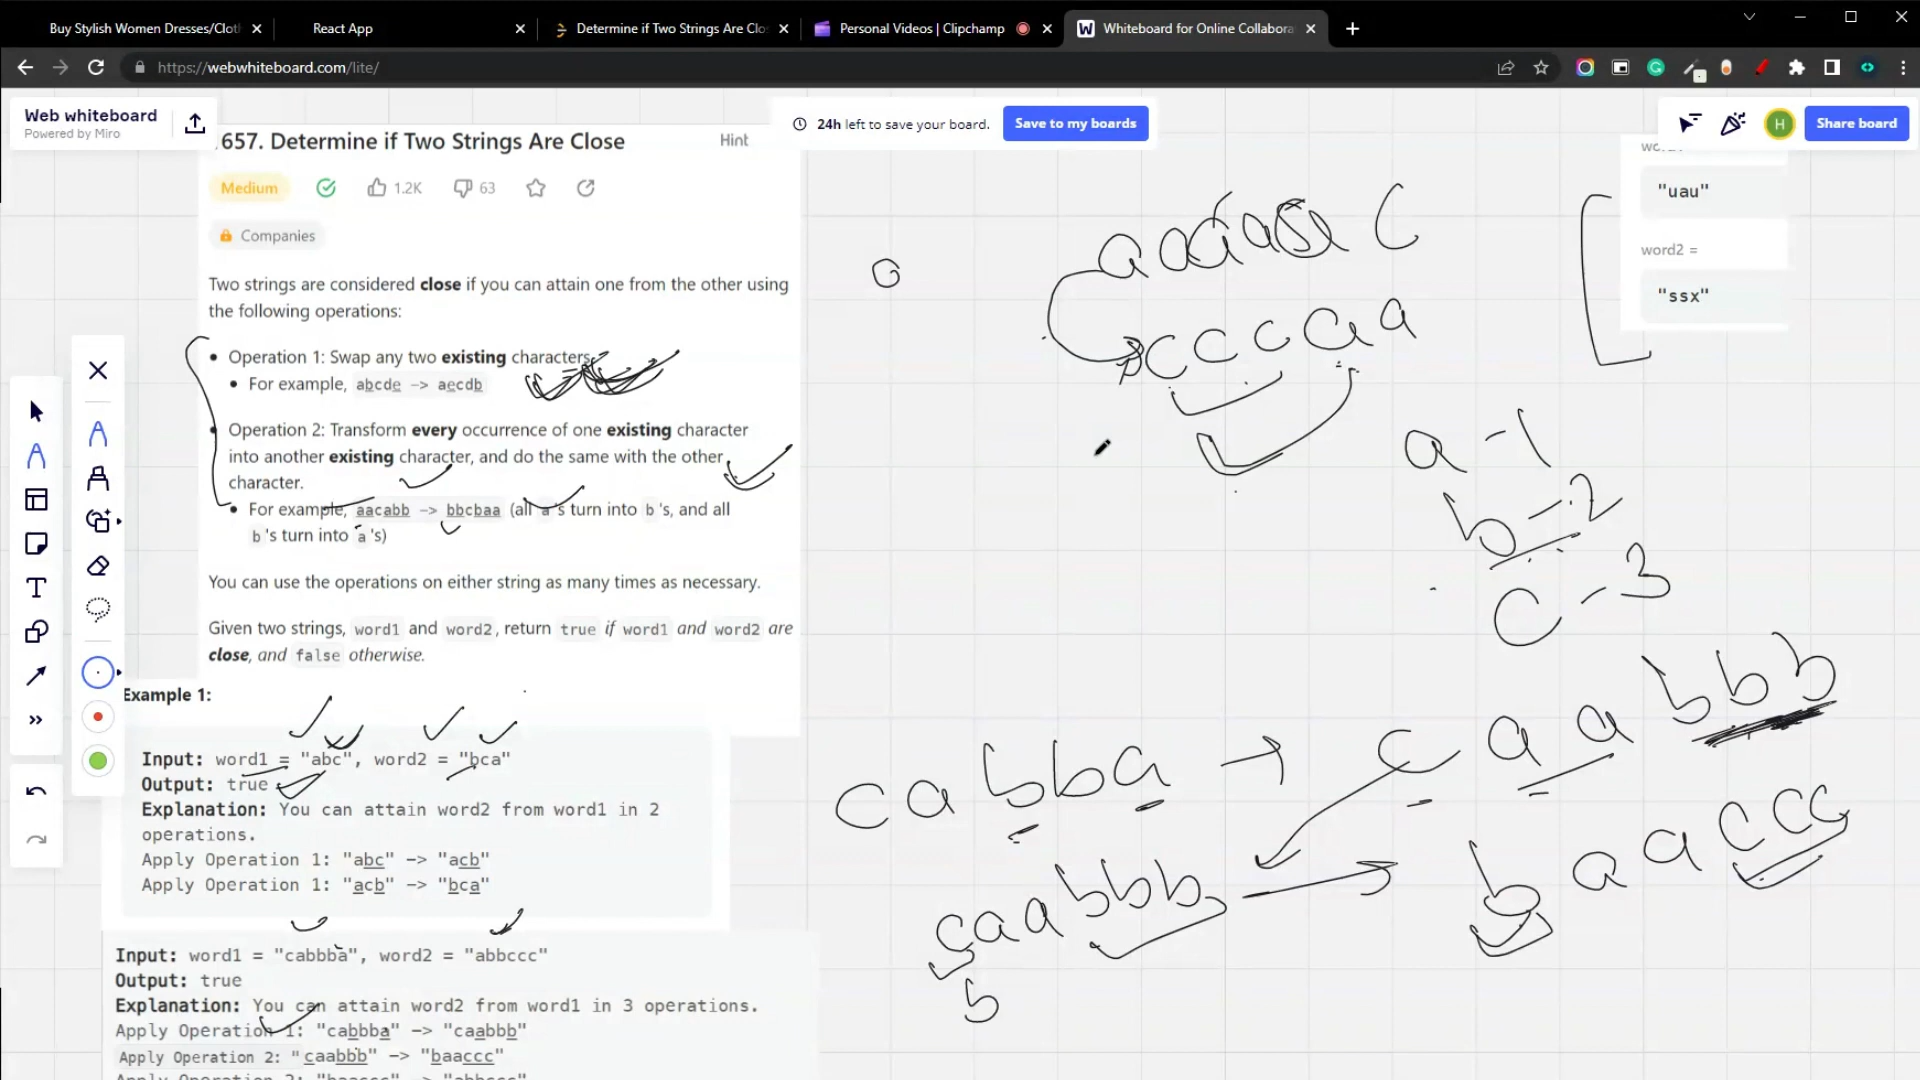 Buy Stylish Women Dresses/Clot
React App
Determine if Two Strings Are Clo
Personal Videos | Clipchamp
Whiteboard for Online Collabora
https://webwhiteboard.com/lite/
Web whiteboard
Powered by Miro
24h left to save your board.
Save to my boards
H
Share board
657. Determine if Two Strings Are Close
Hint
Medium
1.2K
63
Companies
Two strings are considered close if you can attain one from the other using
the following operations:
• Operation 1: Swap any two existing characters.
• For example, abcde -> aecdb
• Operation 2: Transform every occurrence of one existing character
into another existing character, and do the same with the other
character.
• For example, aacabb -> bbcbaa (all a's turn into b's, and all
b's turn into a's)
You can use the operations on either string as many times as necessary.
Given two strings, word1 and word2, return true if word1 and word2 are
close, and false otherwise.
Example 1:
Input: word1 = "abc", word2 = "bca"
Output: true
Explanation: You can attain word2 from word1 in 2
operations.
Apply Operation 1: "abc" -> "acb"
Apply Operation 1: "acb" -> "bca"
Input: word1 = "cabbba", word2 = "abbccc"
Output: true
Explanation: You can attain word2 from word1 in 3 operations.
Apply Operation 1: "cabbba" -> "caabbb"
Apply Operation 2: "caabbb" -> "baaccc"
"uau"
word2 =
"ssx"
c c c a a
a - 1
b - 2
c - 3
c a b b a → c a a b b b
c a a b b b → b a a c c c
b